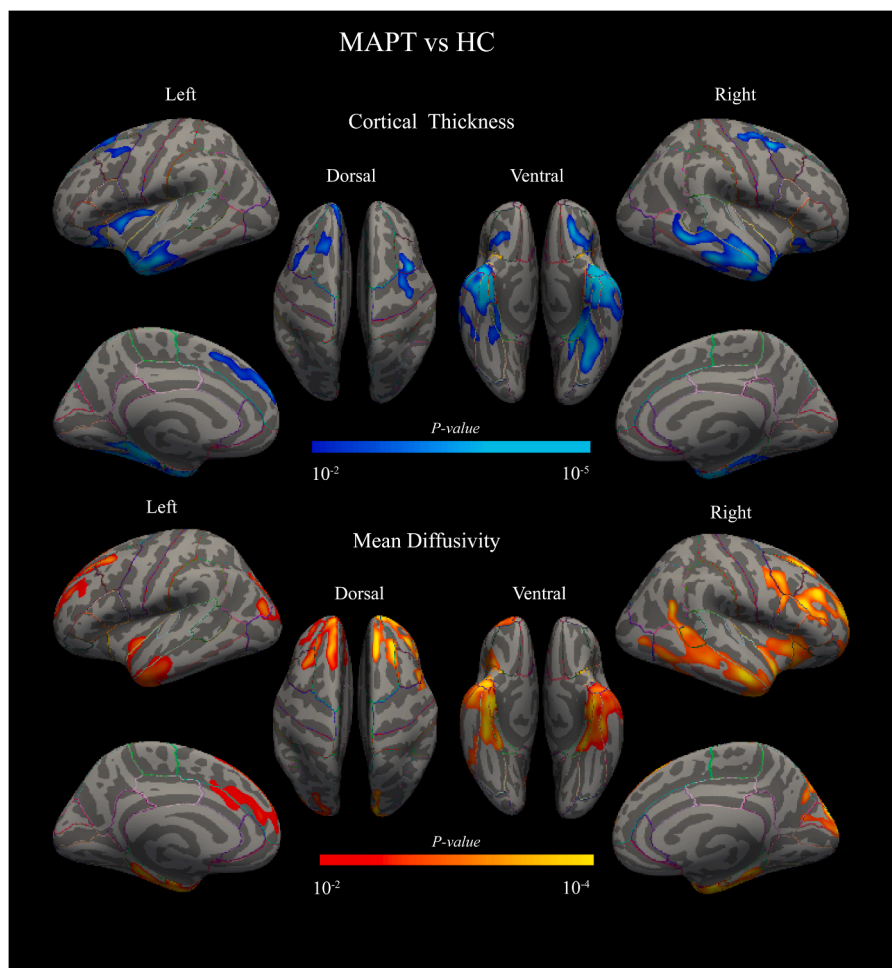 MAPT vs HC
Left
Right
Cortical Thickness
Dorsal
Ventral
P-value
10-2
10-5
Left
Right
Mean Diffusivity
Dorsal
Ventral
P-value
10-2
10-4